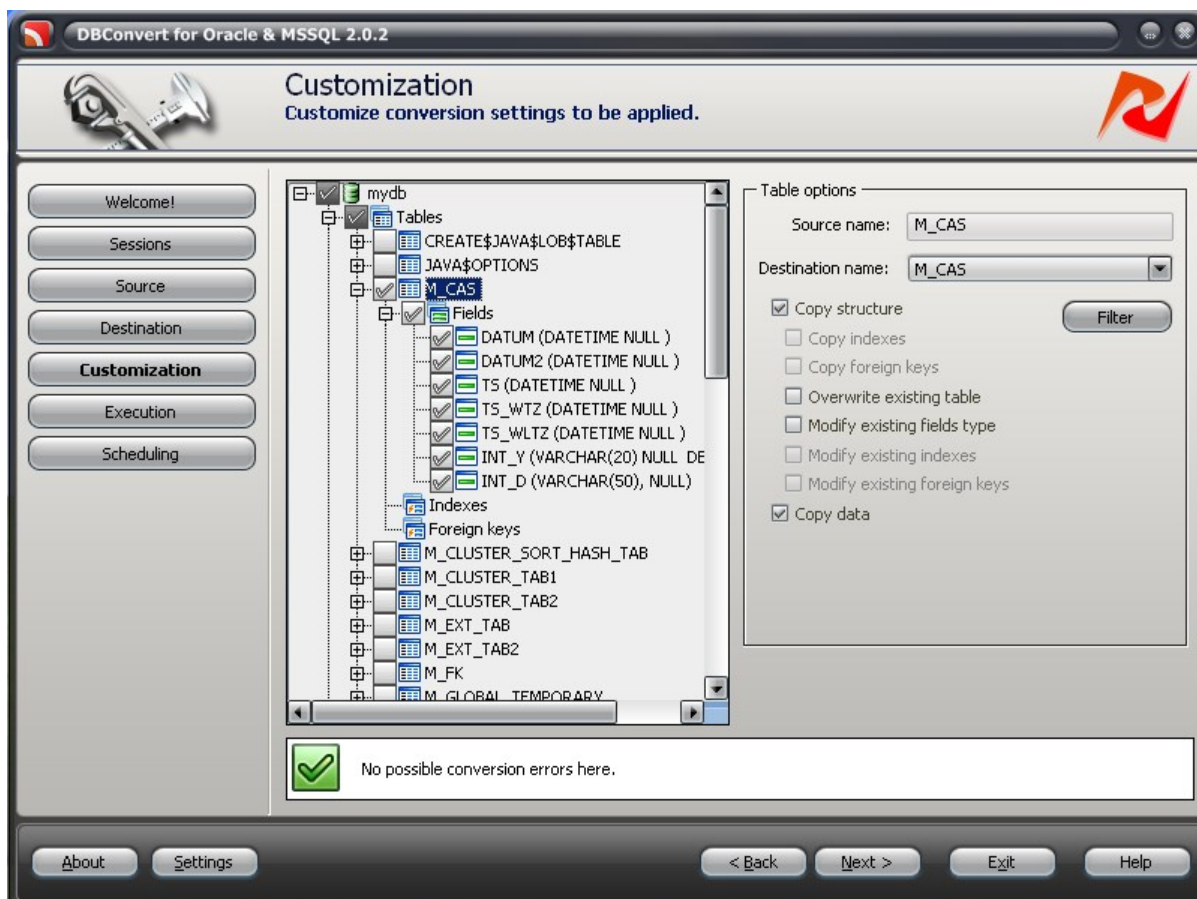 DBConvert for Oracle & MSSQL 2.0.2
Customization
Customize conversion settings to be applied.
Welcome!
Sessions
Source
Destination
Customization
Execution
Scheduling
mydb
Tables
CREATE$JAVA$LOB$TABLE
JAVA$OPTIONS
M_CAS
Fields
DATUM (DATETIME NULL )
DATUM2 (DATETIME NULL )
TS (DATETIME NULL )
TS_WTZ (DATETIME NULL )
TS_WLTZ (DATETIME NULL )
INT_Y (VARCHAR(20) NULL DE
INT_D (VARCHAR(50), NULL)
Indexes
Foreign keys
M_CLUSTER_SORT_HASH_TAB
M_CLUSTER_TAB1
M_CLUSTER_TAB2
M_EXT_TAB
M_EXT_TAB2
M_FK
M_GLOBAL_TEMPORARY
Table options
Source name: M_CAS
Destination name: M_CAS
Copy structure
Filter
Copy indexes
Copy foreign keys
Overwrite existing table
Modify existing fields type
Modify existing indexes
Modify existing foreign keys
Copy data
No possible conversion errors here.
About
Settings
< Back
Next >
Exit
Help